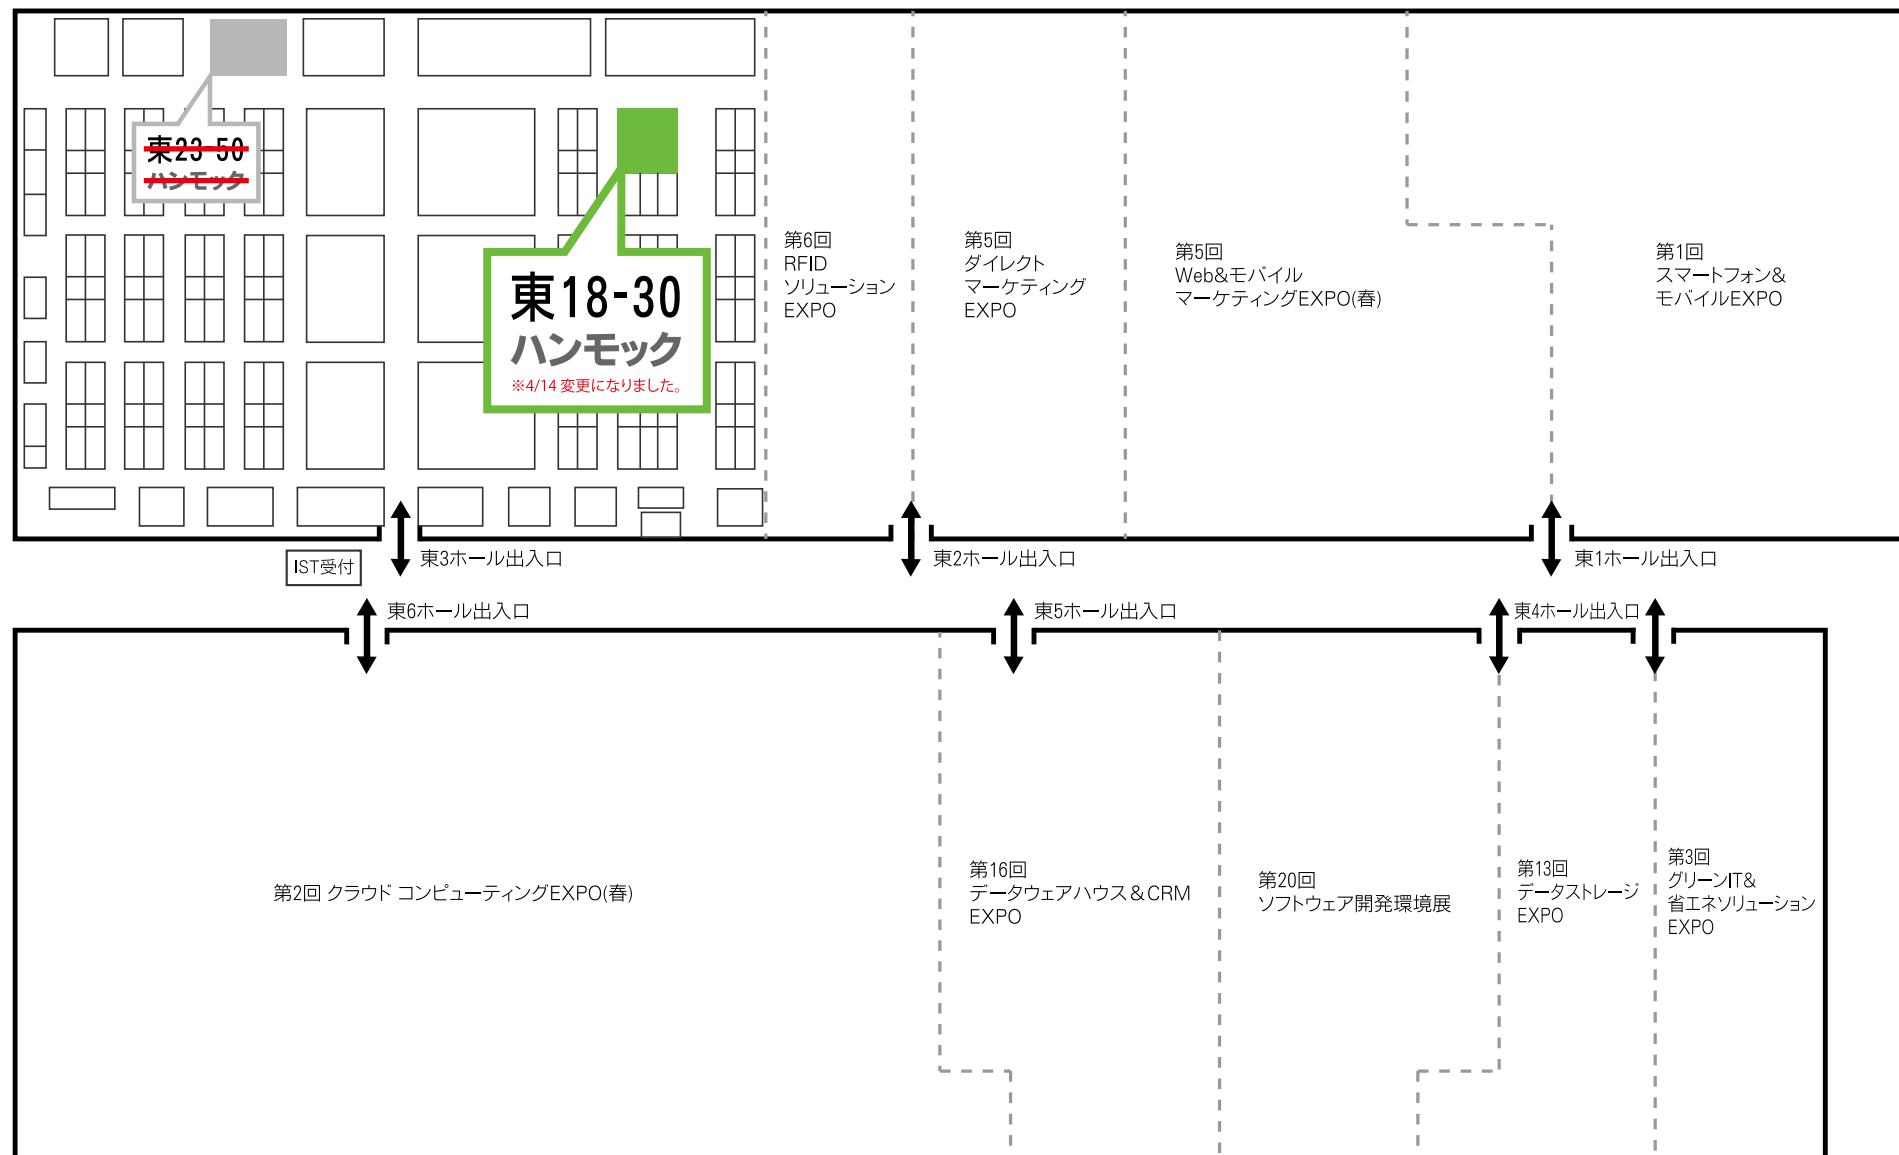 東23-50
ハンモック
東18-30
ハンモック
※4/14 変更になりました。
第6回
RFID
ソリューション
EXPO
第5回
ダイレクト
マーケティング
EXPO
第5回
Web&モバイル
マーケティングEXPO(春)
第1回
スマートフォン&
モバイルEXPO
IST受付
東3ホール出入口
東2ホール出入口
東1ホール出入口
東6ホール出入口
東5ホール出入口
東4ホール出入口
第2回 クラウド コンピューティングEXPO(春)
第16回
データウェアハウス&CRM
EXPO
第20回
ソフトウェア開発環境展
第13回
データストレージ
EXPO
第3回
グリーンIT&
省エネソリューション
EXPO